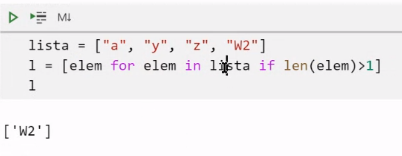 M↓
lista = ["a", "y", "z", "W2"]
l = [elem for elem in lista if len(elem)>1]
l
['W2']